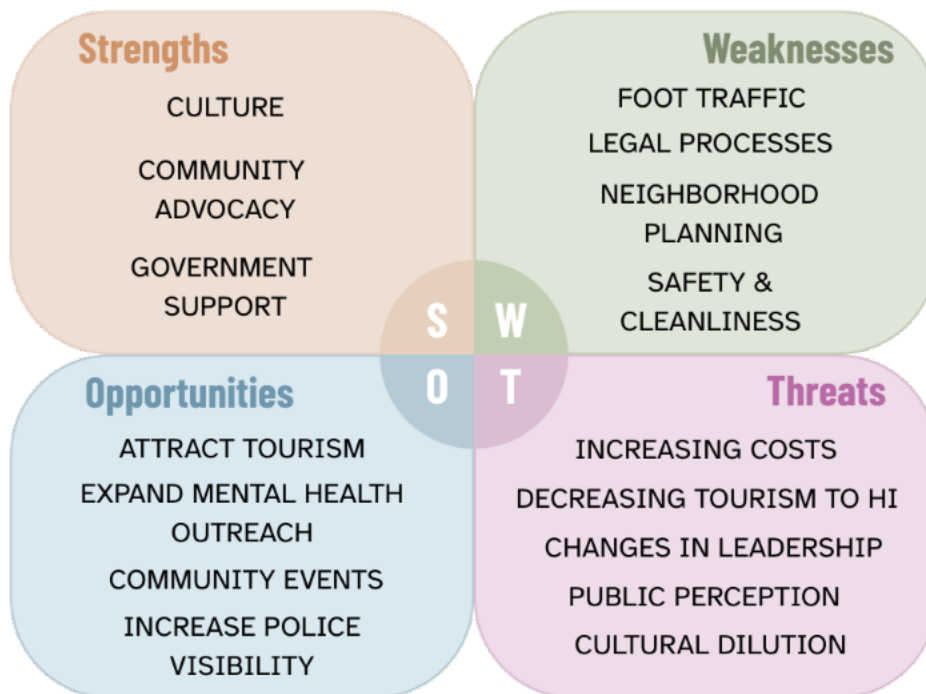 Strengths
CULTURE
COMMUNITY
ADVOCACY
GOVERNMENT
SUPPORT
Weaknesses
FOOT TRAFFIC
LEGAL PROCESSES
NEIGHBORHOOD
PLANNING
SAFETY &
CLEANLINESS
S W
O T
Opportunities
ATTRACT TOURISM
EXPAND MENTAL HEALTH
OUTREACH
COMMUNITY EVENTS
INCREASE POLICE
VISIBILITY
Threats
INCREASING COSTS
DECREASING TOURISM TO HI
CHANGES IN LEADERSHIP
PUBLIC PERCEPTION
CULTURAL DILUTION